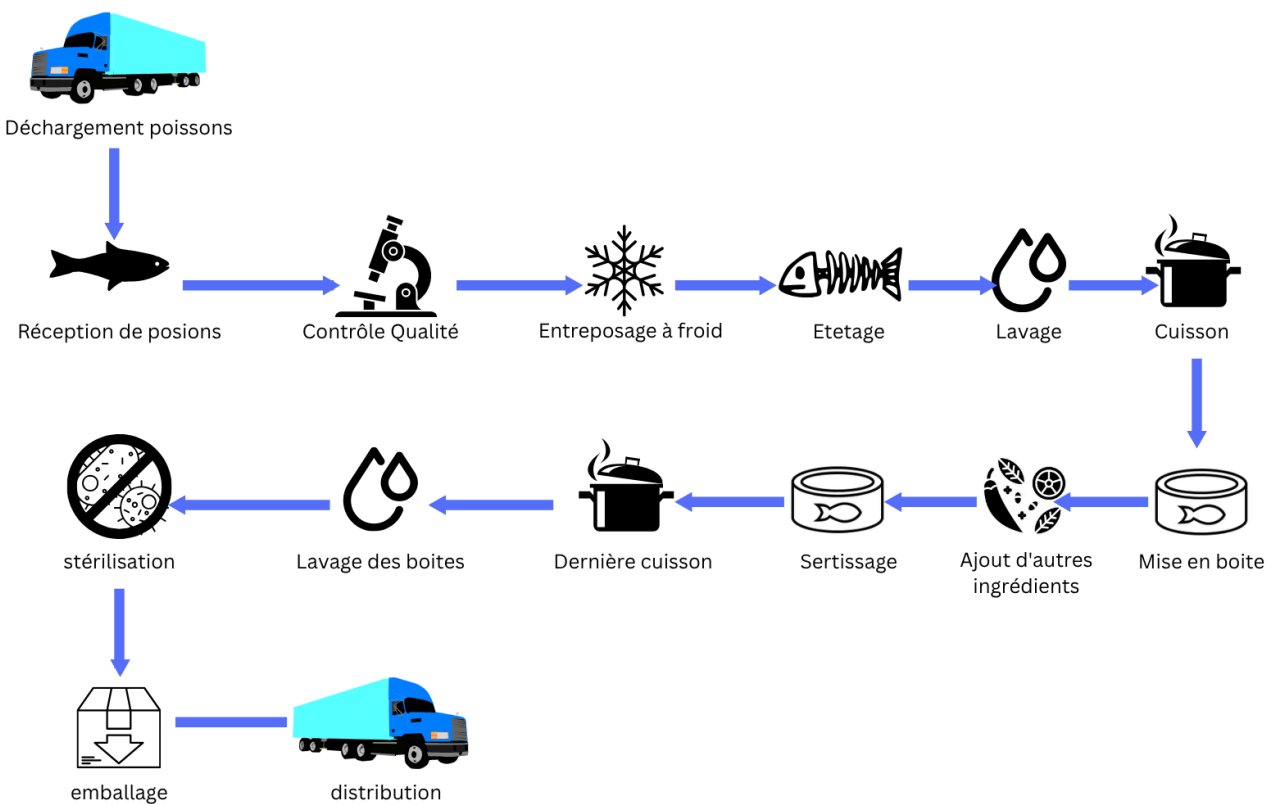 Déchargement poissons
Réception de posions
Contrôle Qualité
Entreposage à froid
Etetage
Lavage
Cuisson
stérilisation
Lavage des boites
Dernière cuisson
Sertissage
Ajout d'autres
ingrédients
Mise en boite
emballage
distribution